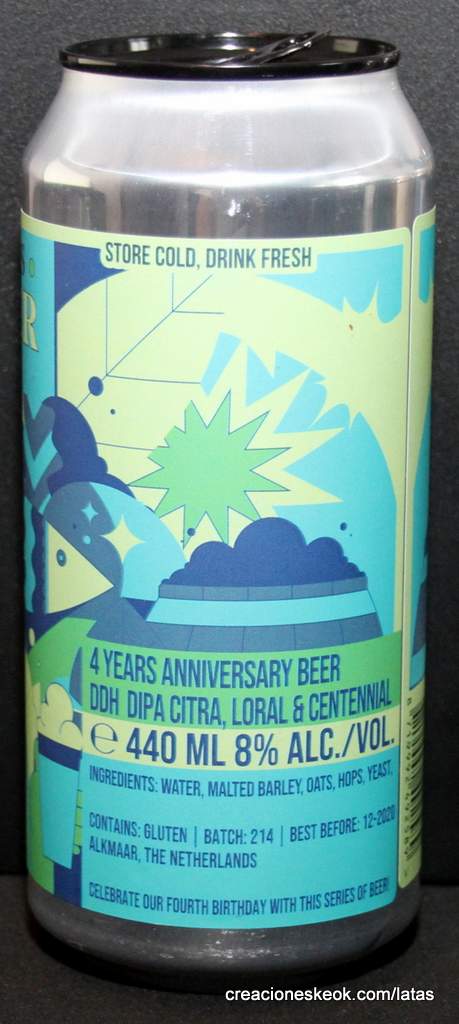 STORE COLD, DRINK FRESH
4 YEARS ANNIVERSARY BEER
DDH DIPA CITRA, LORAL & CENTENNIAL
℮ 440 ML 8% ALC./VOL.
INGREDIENTS: WATER, MALTED BARLEY, OATS, HOPS, YEAST.
CONTAINS: GLUTEN | BATCH: 214 | BEST BEFORE: 12-2020
ALKMAAR, THE NETHERLANDS
CELEBRATE OUR FOURTH BIRTHDAY WITH THIS SERIES OF BEER!
creacioneskeok.com/latas